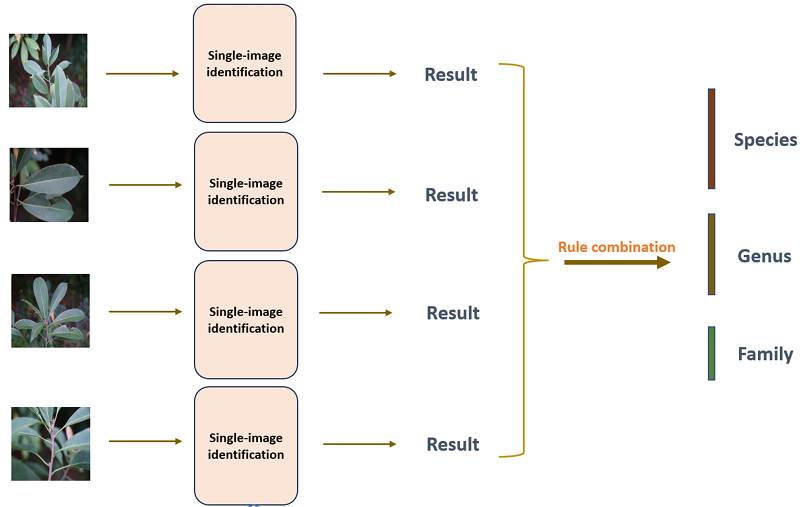 Single-image
identification
Result
Single-image
identification
Result
Single-image
identification
Result
Single-image
identification
Result
Rule combination
Species
Genus
Family